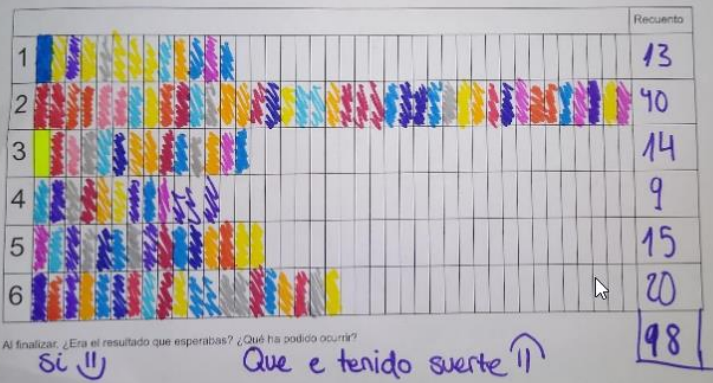 Recuento
1 13
2 40
3 14
4 9
5 15
6 20
98
Al finalizar, ¿Era el resultado que esperabas? ¿Qué ha podido ocurrir?
Si Que e tenido suerte